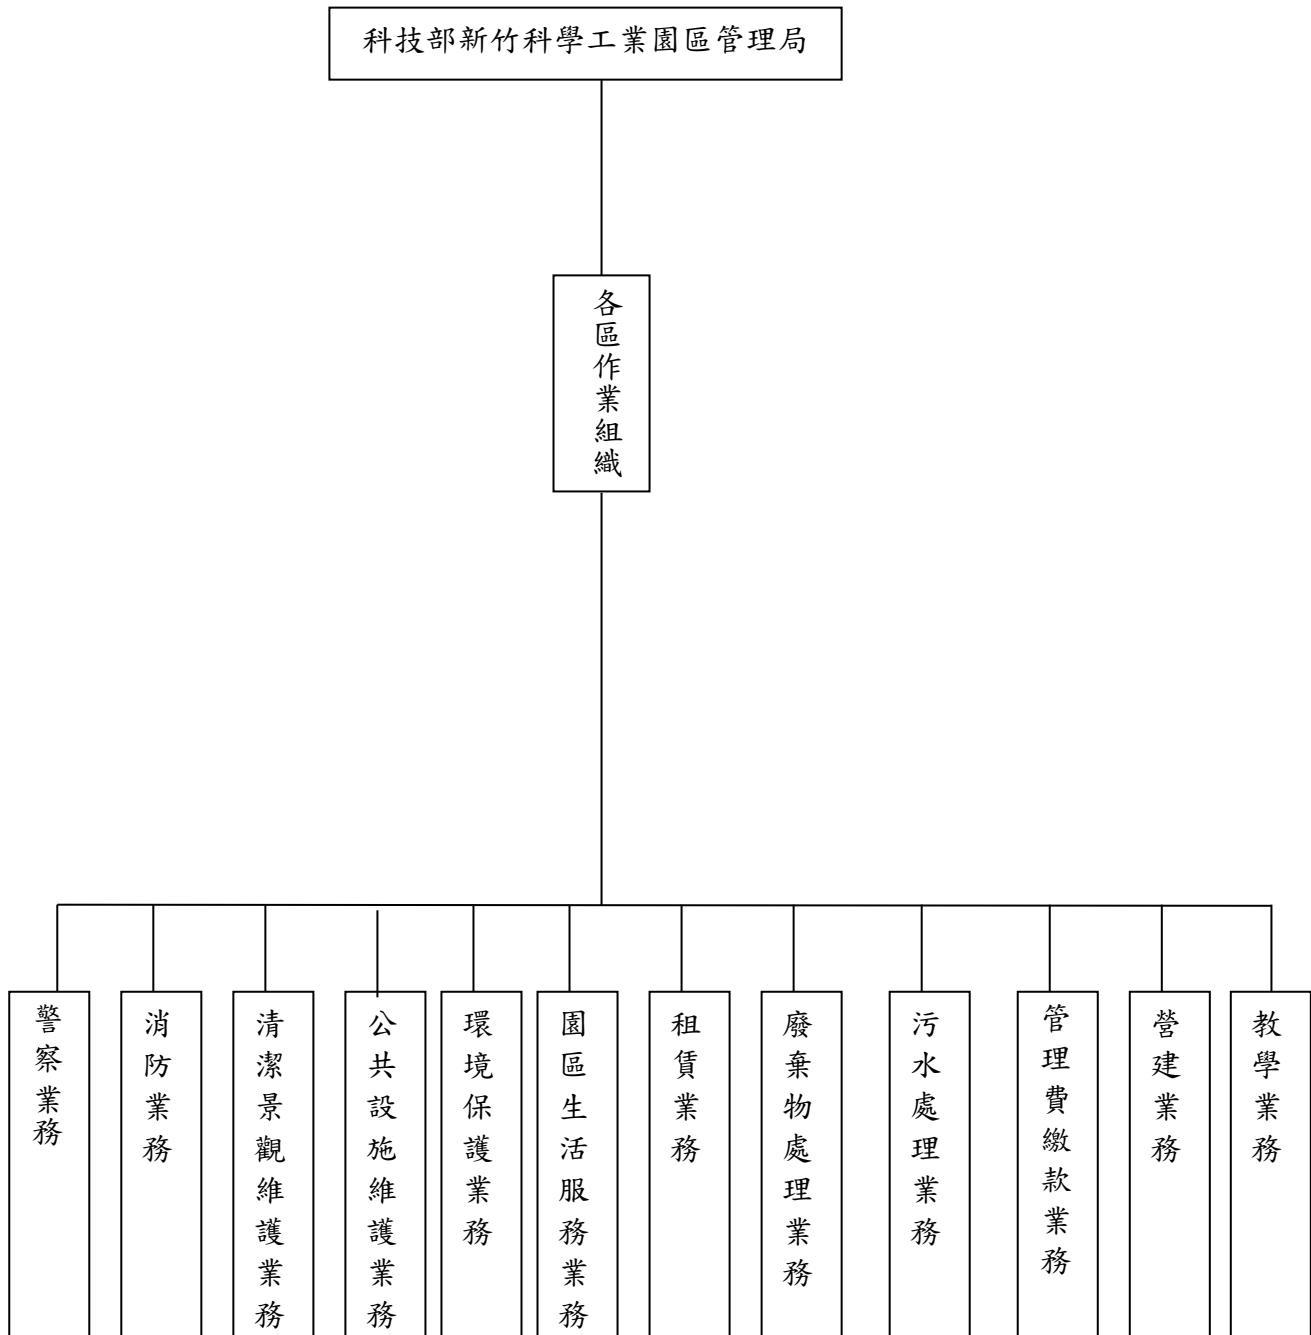 科技部新竹科學工業園區管理局
各區作業組織
警察業務
消防業務
清潔景觀維護業務
公共設施維護業務
環境保護業務
園區生活服務業務
租賃業務
廢棄物處理業務
污水處理業務
管理費繳款業務
營建業務
教學業務